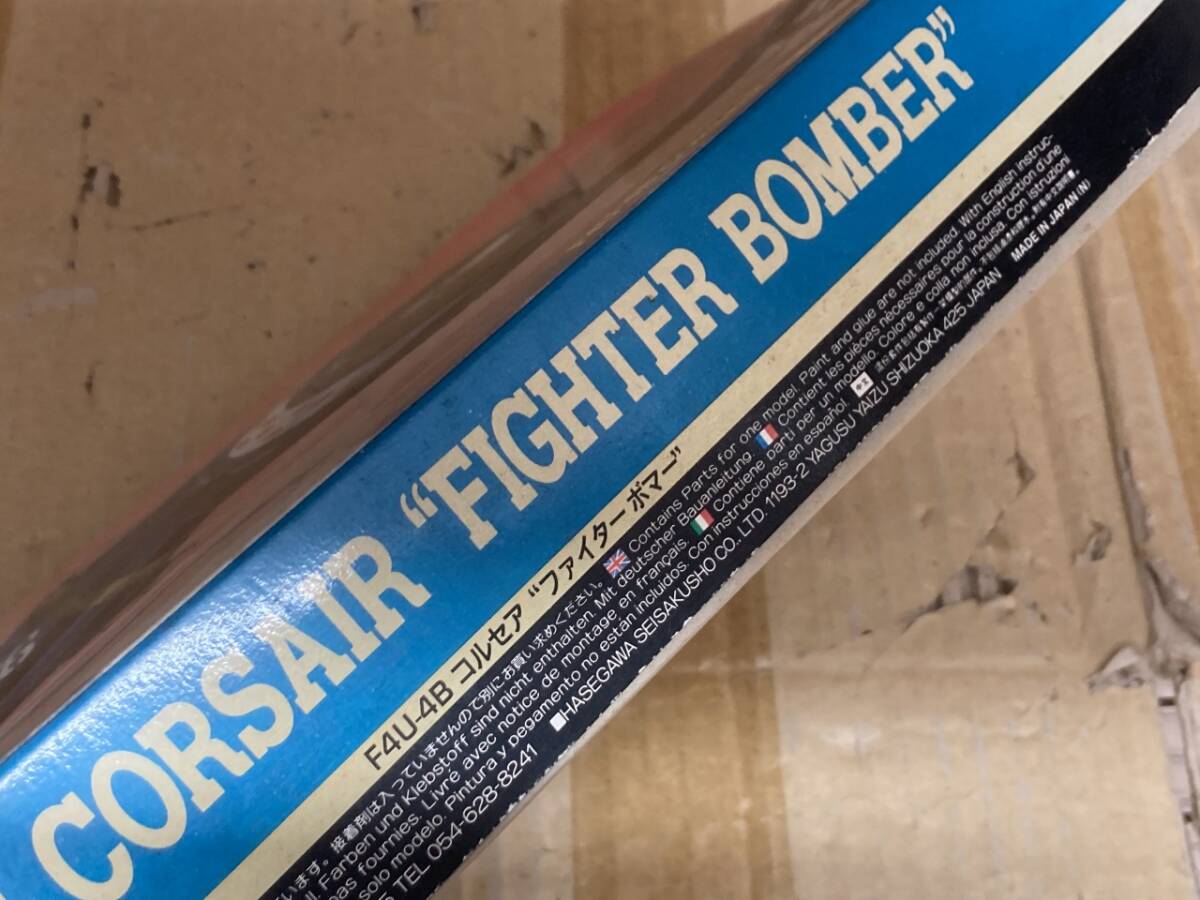 CORSAIR “FIGHTER BOMBER”
F4U-4B コルセア “ファイターボマー”
います。接着剤は入っていませんので別にお買い求めください。 Contains Parts for one model. Paint and glue are not included. With English instruc-
Farben und Klebstoff sind nicht enthalten. Mit deutscher Bauanleitung. Contient les pièces nécessaires pour la construction d'une
pas fournies. Livré avec notice de montage en français. Contiene parti per un modello. Colore e colla non inclusa. Con istruzioni
solo modelo. Pintura y pegamento no están incluidos. Con instrucciones en español. 中文
TEL 054-628-8241 ■HASEGAWA SEISAKUSHO CO., LTD. 1193-2 YAGUSU YAIZU SHIZUOKA 425 JAPAN MADE IN JAPAN (N)